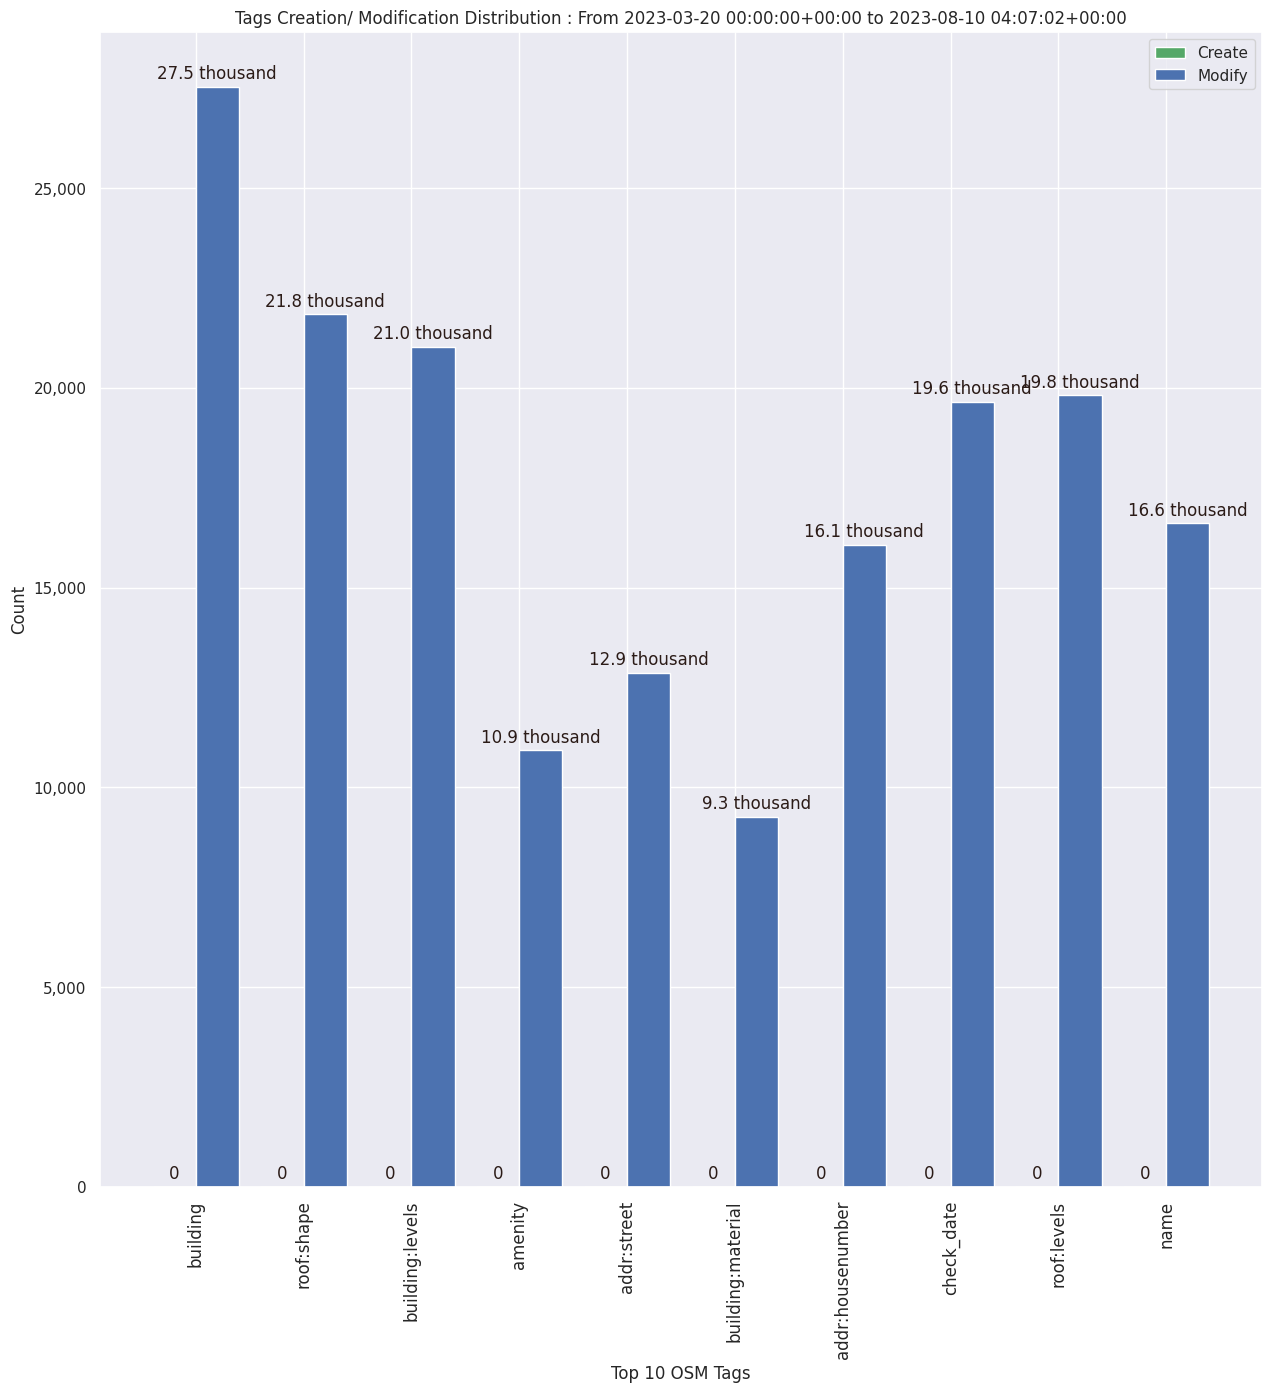 Tags Creation/ Modification Distribution : From 2023-03-20 00:00:00+00:00 to 2023-08-10 04:07:02+00:00
Create
Modify
27.5 thousand
21.8 thousand
21.0 thousand
10.9 thousand
12.9 thousand
9.3 thousand
16.1 thousand
19.6 thousand
19.8 thousand
16.6 thousand
0 0 0 0 0 0 0 0 0 0
25,000
20,000
15,000
10,000
5,000
0
Count
building
roof:shape
building:levels
amenity
addr:street
building:material
addr:housenumber
check_date
roof:levels
name
Top 10 OSM Tags